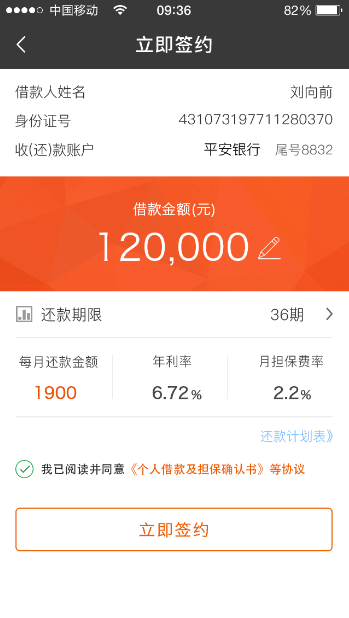 中国移动 09:36 82%
立即签约
借款人姓名 刘向前
身份证号 431073197711280370
收(还)款账户 平安银行 尾号8832
借款金额(元)
120,000
还款期限 36期
每月还款金额 年利率 月担保费率
1900 6.72% 2.2%
还款计划表》
我已阅读并同意《个人借款及担保确认书》等协议
立即签约